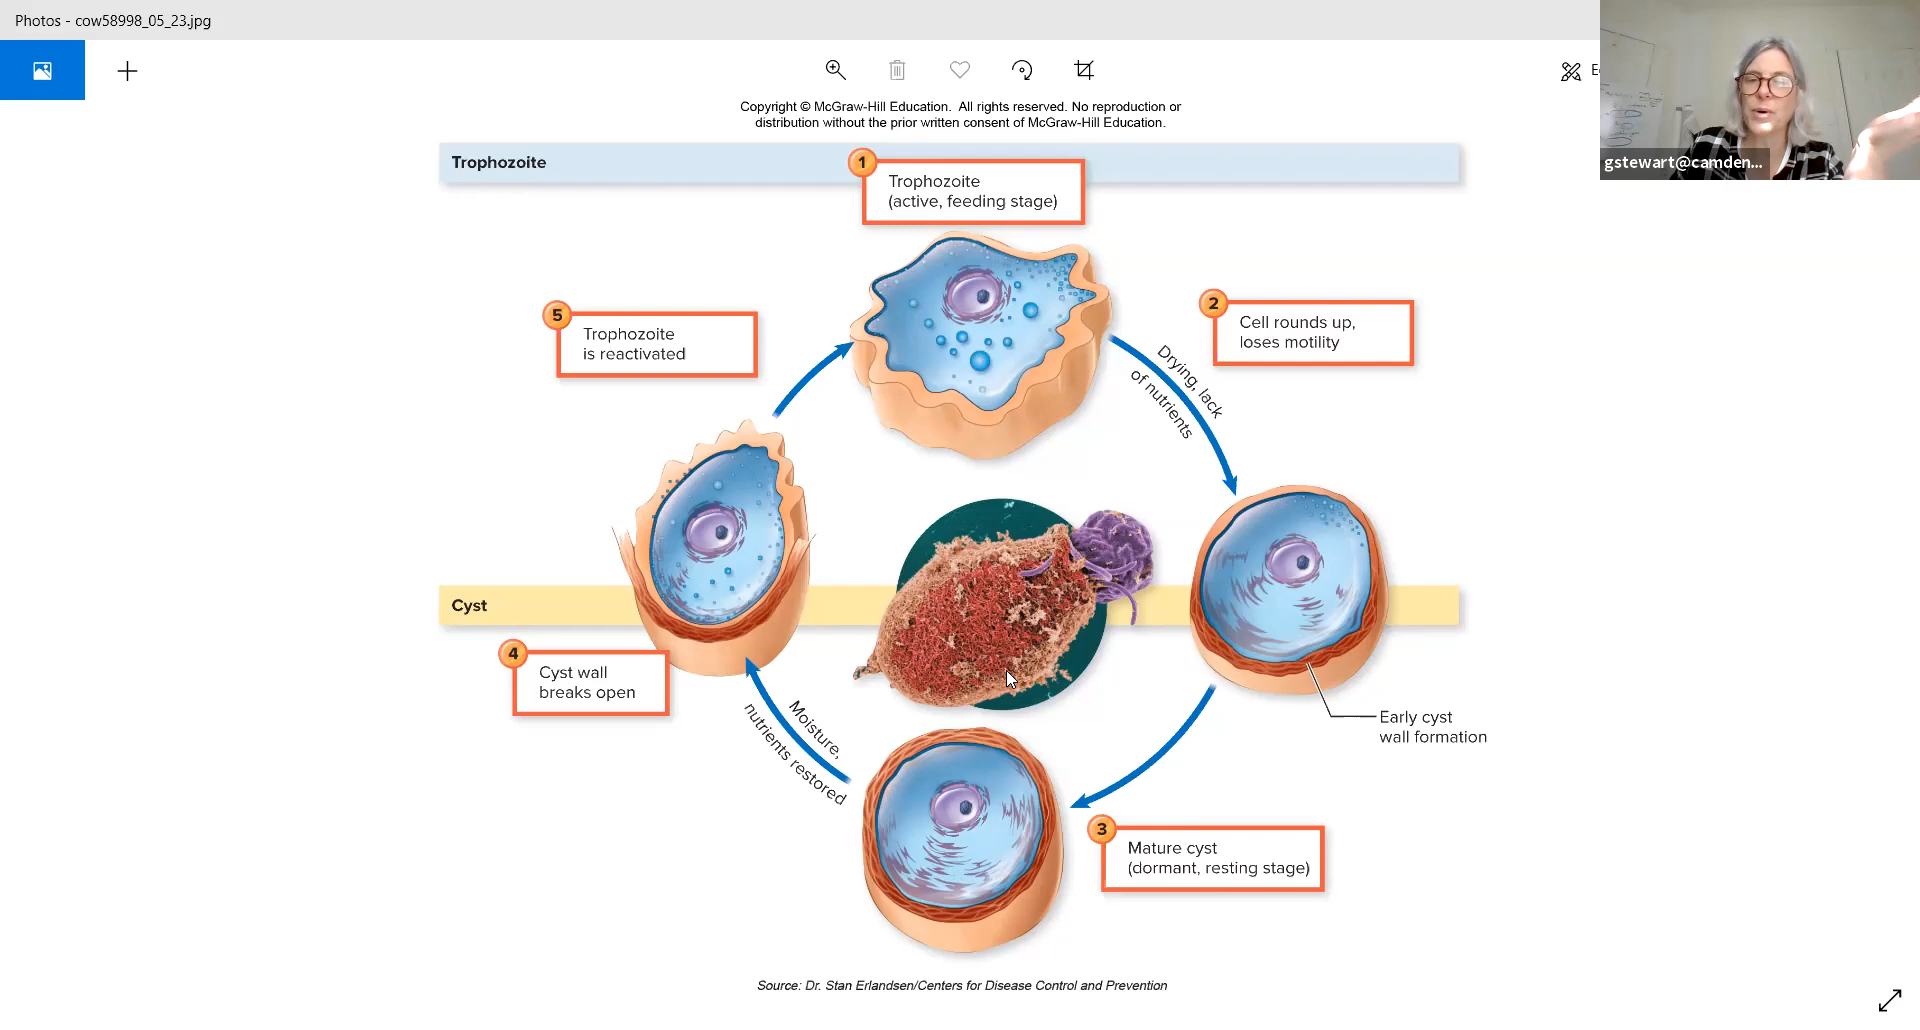 Photos - cow58998_05_23.jpg
Copyright © McGraw-Hill Education. All rights reserved. No reproduction or
distribution without the prior written consent of McGraw-Hill Education.
gstewart@camden...
Trophozoite
1
Trophozoite
(active, feeding stage)
2
Cell rounds up,
loses motility
Drying, lack
of nutrients
5
Trophozoite
is reactivated
Cyst
4
Cyst wall
breaks open
Moisture,
nutrients restored
Early cyst
wall formation
3
Mature cyst
(dormant, resting stage)
Source: Dr. Stan Erlandsen/Centers for Disease Control and Prevention